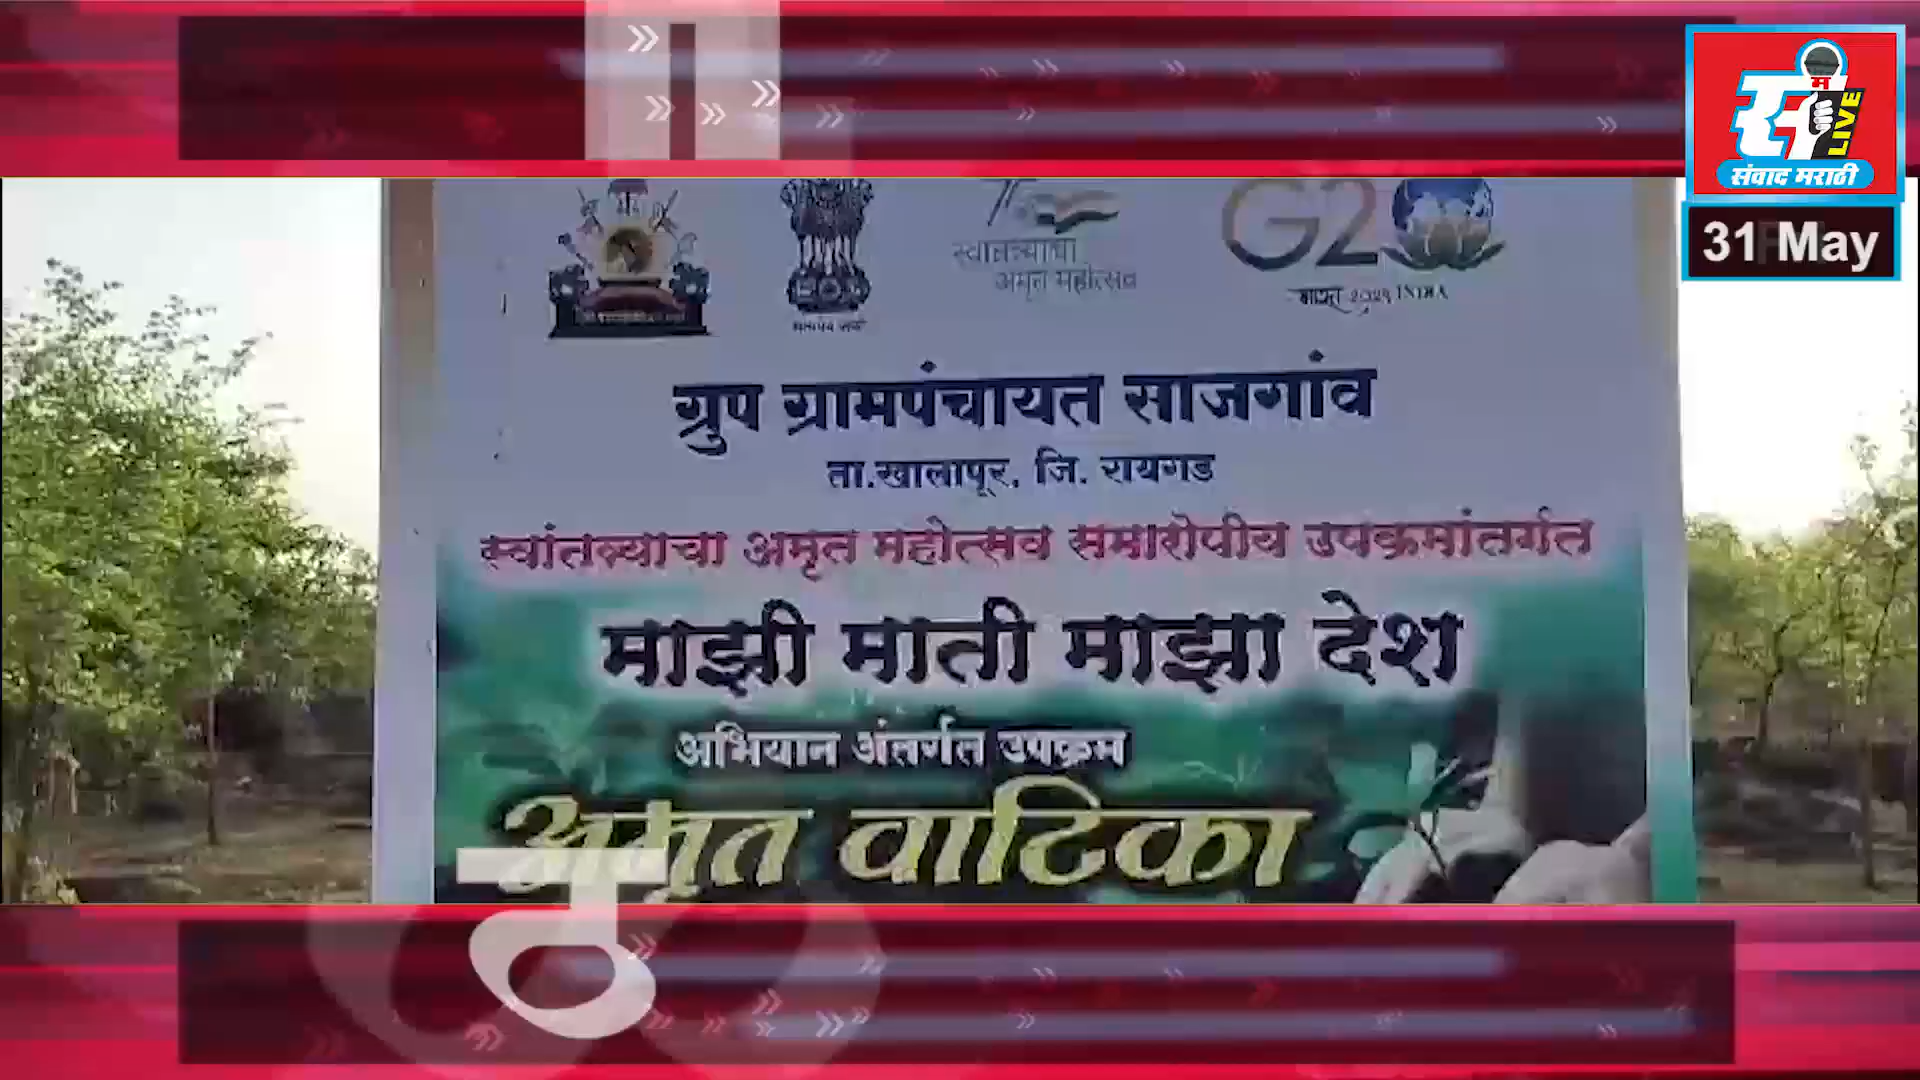 LIVE
संवाद मराठी
31 May
स्वातंत्र्याचा
अमृत महोत्सव
G20
भारत 2023 INDIA
ग्रुप ग्रामपंचायत साजगांव
ता.खालापूर, जि. रायगड
स्वांतत्र्याचा अमृत महोत्सव समारोपीय उपक्रमांतर्गत
माझी माती माझा देश
अभियान अंतर्गत उपक्रम
अमृत वाटिका